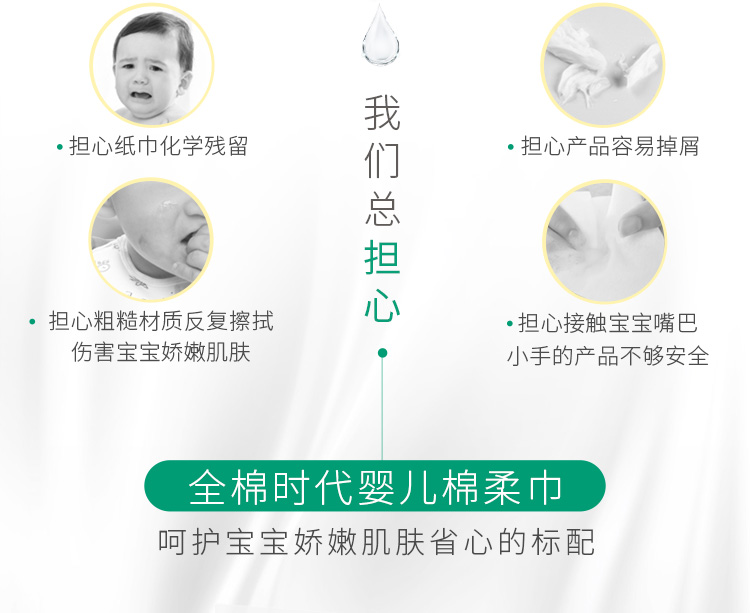 我们总担心
• 担心纸巾化学残留
• 担心产品容易掉屑
• 担心粗糙材质反复擦拭
伤害宝宝娇嫩肌肤
• 担心接触宝宝嘴巴
小手的产品不够安全
全棉时代婴儿棉柔巾
呵护宝宝娇嫩肌肤省心的标配